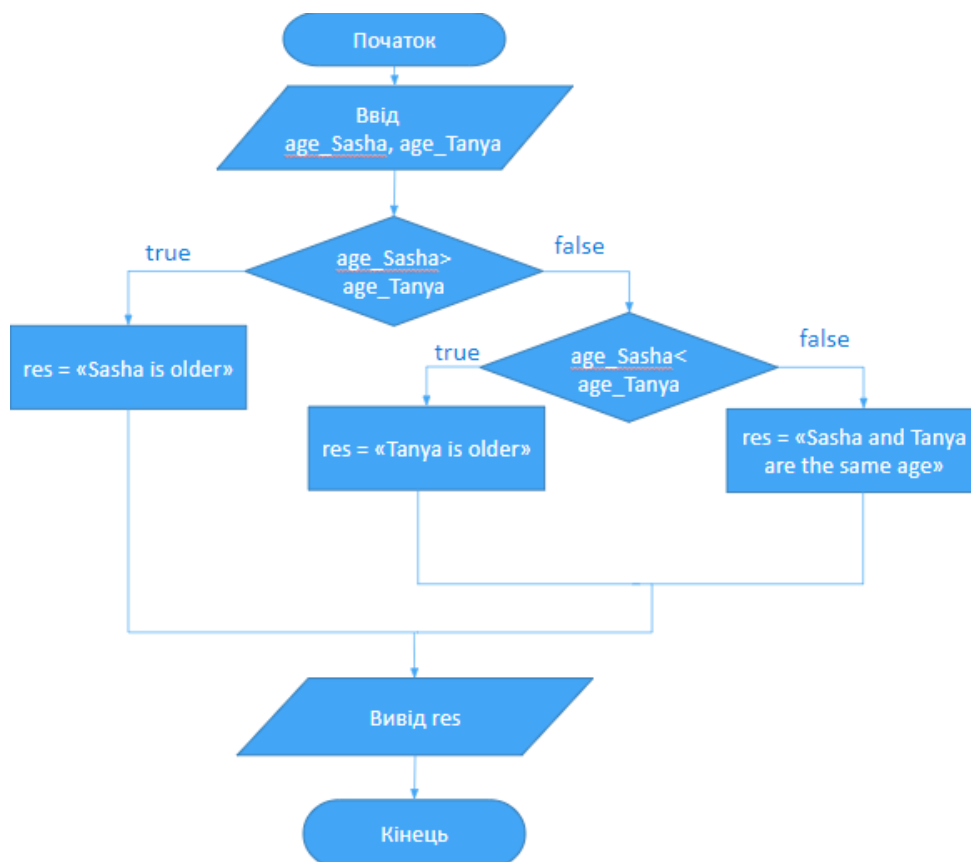 Початок
Ввід
age_Sasha, age_Tanya
true
false
age_Sasha>
age_Tanya
res = «Sasha is older»
true
false
age_Sasha<
age_Tanya
res = «Tanya is older»
res = «Sasha and Tanya
are the same age»
Вивід res
Кінець